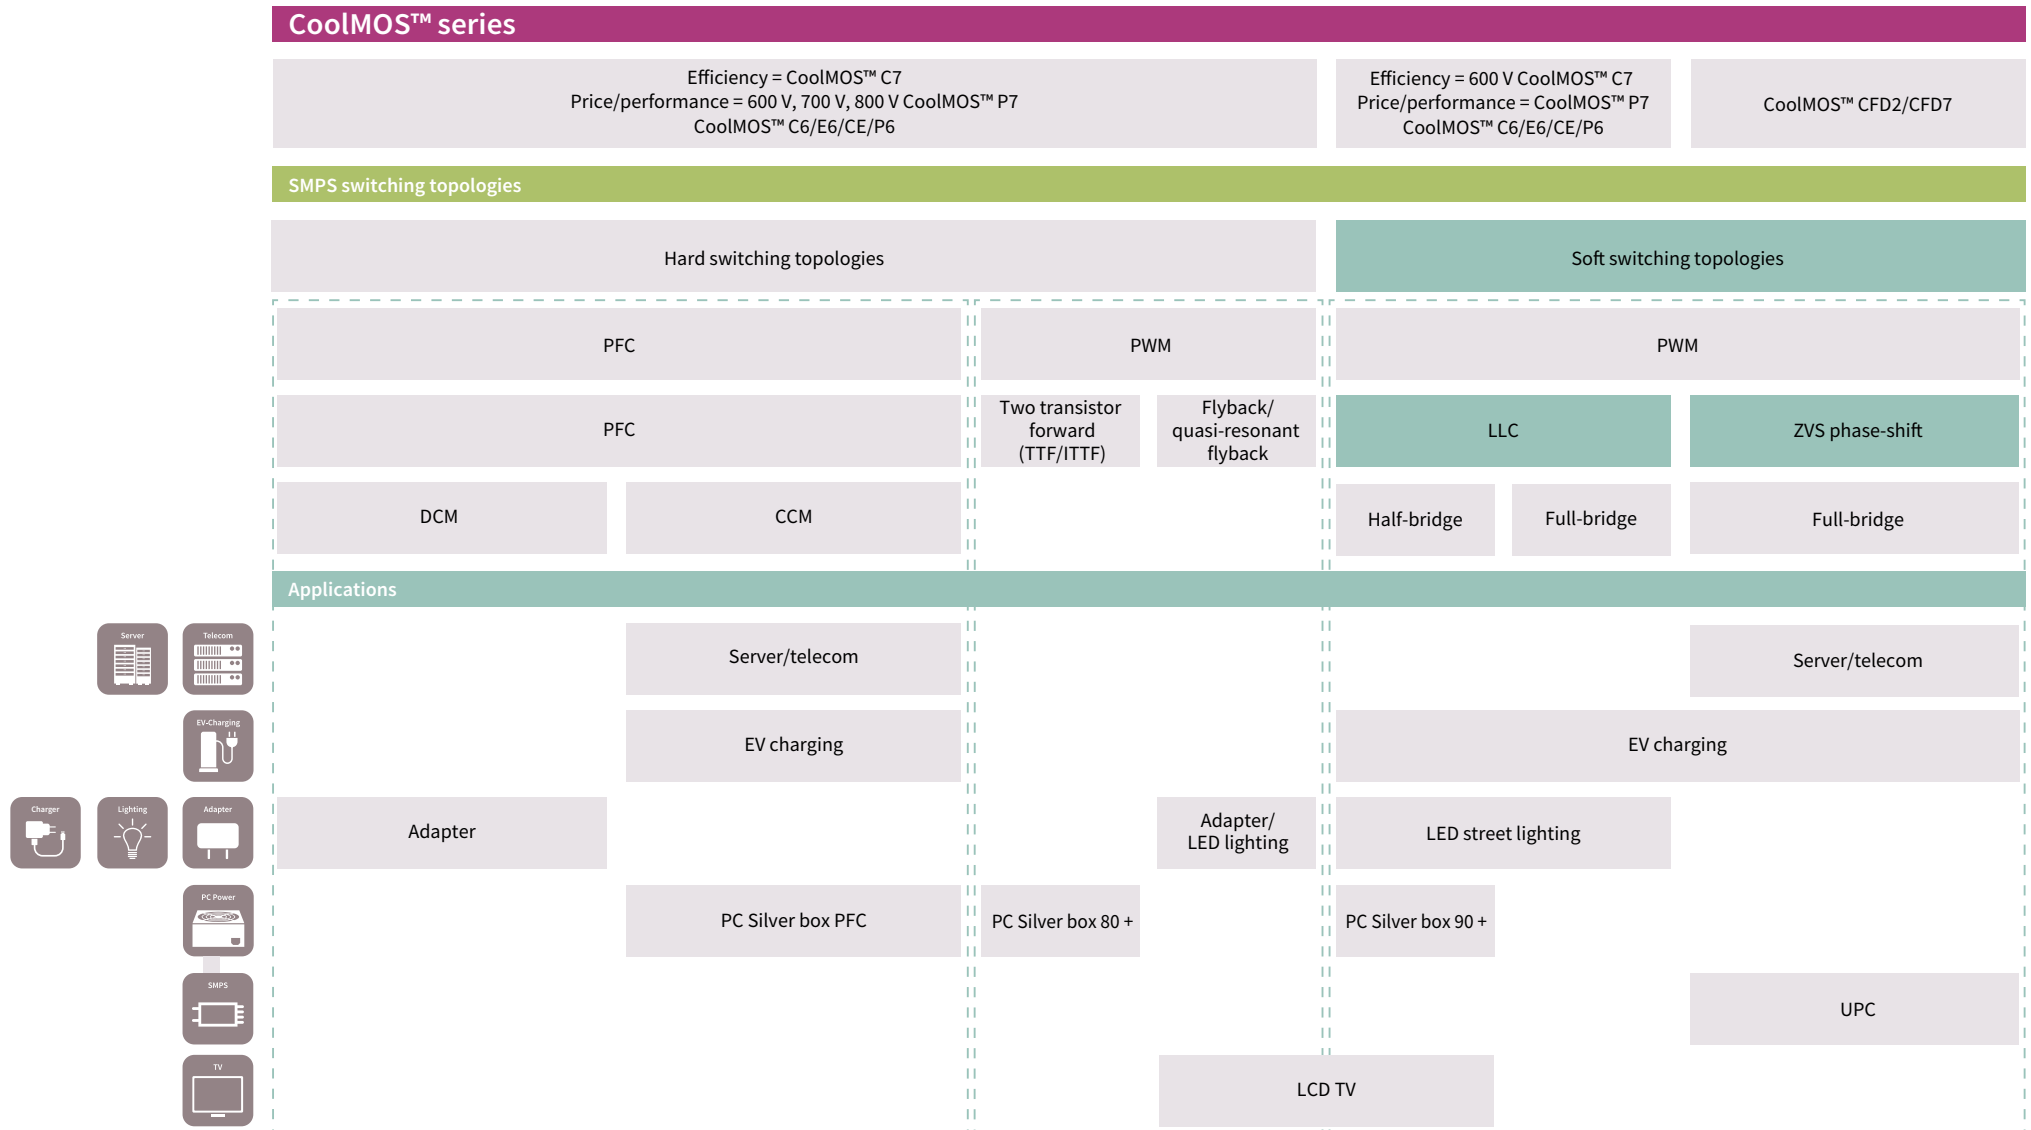 CoolMOS™ series
Efficiency = CoolMOS™ C7
Price/performance = 600 V, 700 V, 800 V CoolMOS™ P7
CoolMOS™ C6/E6/CE/P6
Efficiency = 600 V CoolMOS™ C7
Price/performance = CoolMOS™ P7
CoolMOS™ C6/E6/CE/P6
CoolMOS™ CFD2/CFD7
SMPS switching topologies
Hard switching topologies
Soft switching topologies
PFC
PWM
PWM
PFC
Two transistor
forward
(TTF/ITTF)
Flyback/
quasi-resonant
flyback
LLC
ZVS phase-shift
DCM
CCM
Half-bridge
Full-bridge
Full-bridge
Applications
Server
Telecom
Server/telecom
Server/telecom
EV-Charging
EV charging
EV charging
Charger
Lighting
Adapter
Adapter
Adapter/
LED lighting
LED street lighting
PC Power
PC Silver box PFC
PC Silver box 80 +
PC Silver box 90 +
SMPS
UPC
TV
LCD TV